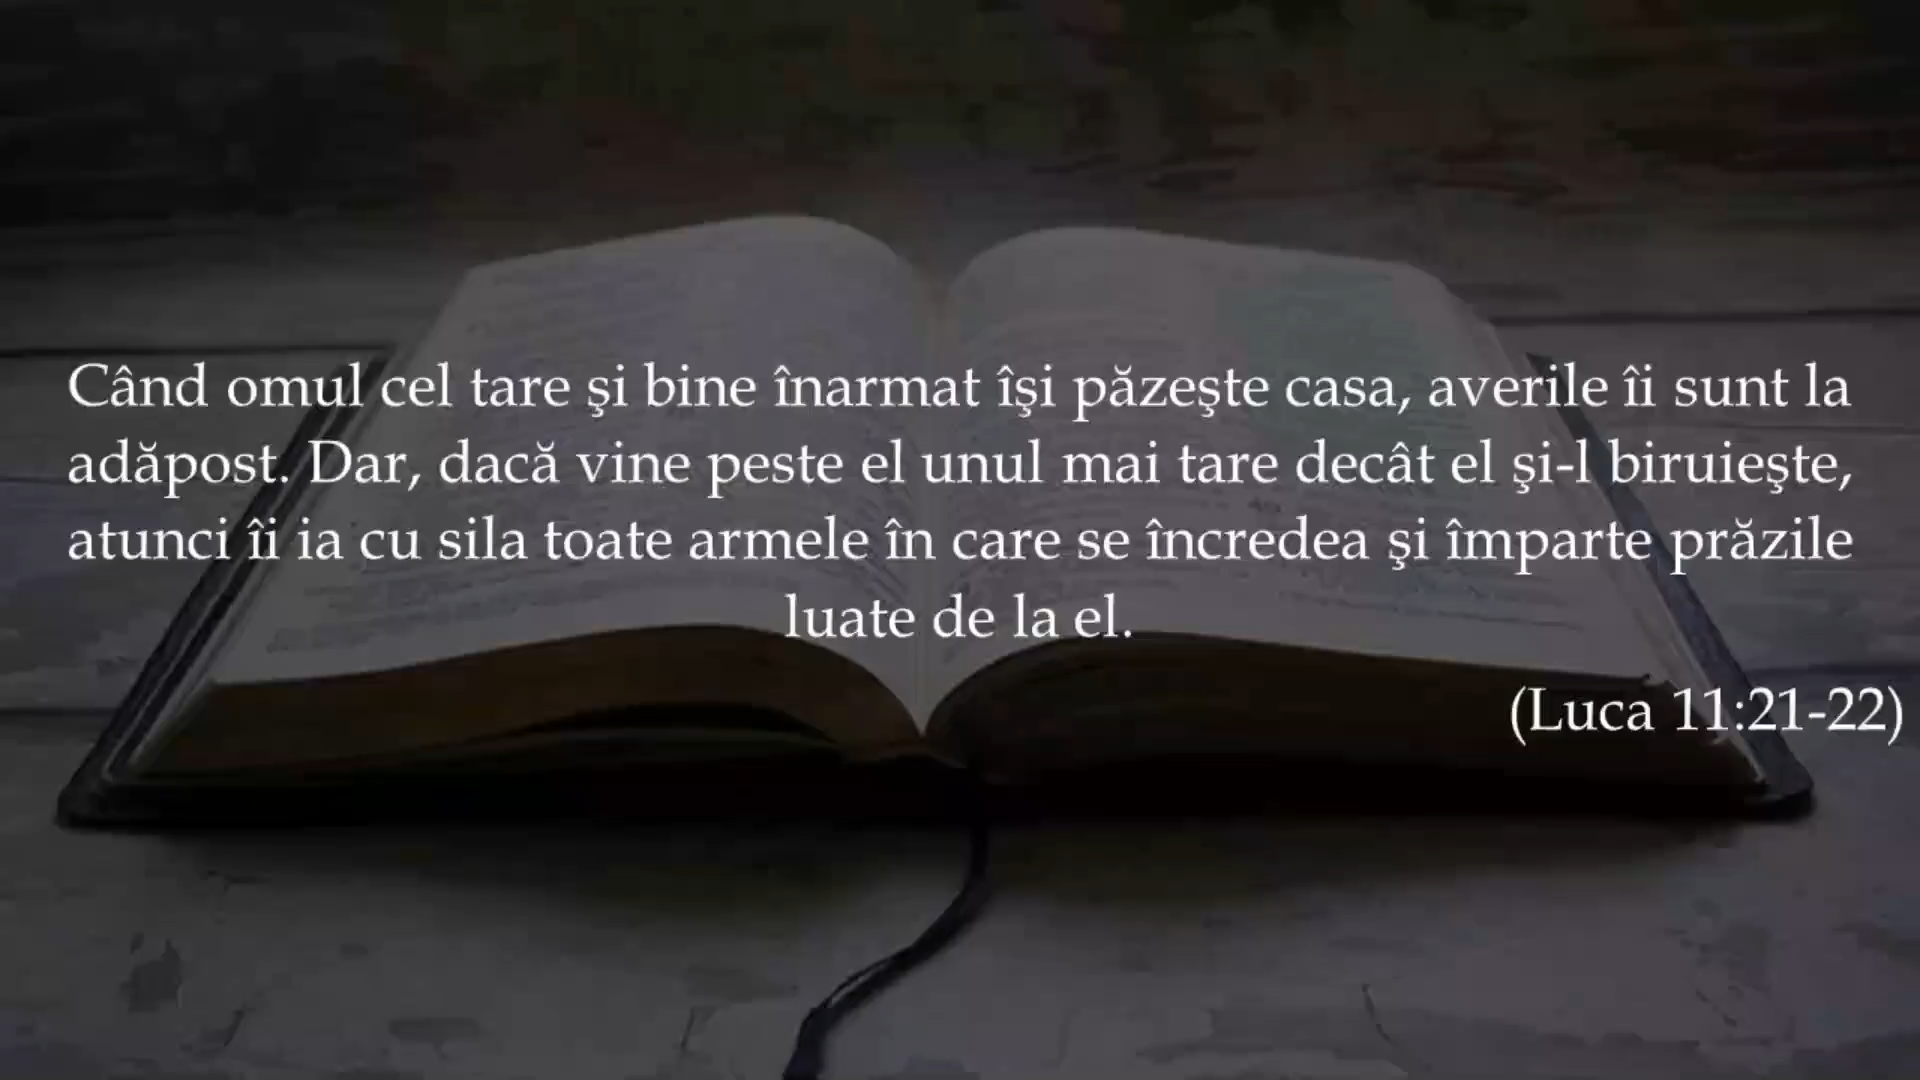 Când omul cel tare şi bine înarmat îşi păzeşte casa, averile îi sunt la
adăpost. Dar, dacă vine peste el unul mai tare decât el şi-l biruieşte,
atunci îi ia cu sila toate armele în care se încredea şi împarte prăzile
luate de la el.
(Luca 11:21-22)